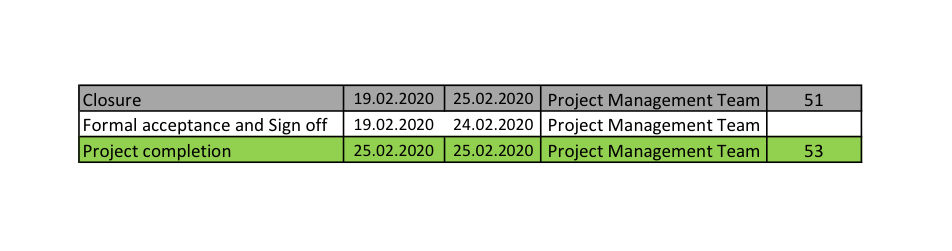 Closure 19.02.2020 25.02.2020 Project Management Team 51
Formal acceptance and Sign off 19.02.2020 24.02.2020 Project Management Team
Project completion 25.02.2020 25.02.2020 Project Management Team 53